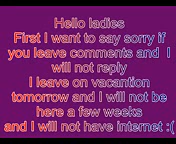 Hello ladies
First I want to say sorry if
you leave comments and I
will not reply
I leave on vacantion
tomorrow and I will not be
here a few weeks
and I will not have internet :(